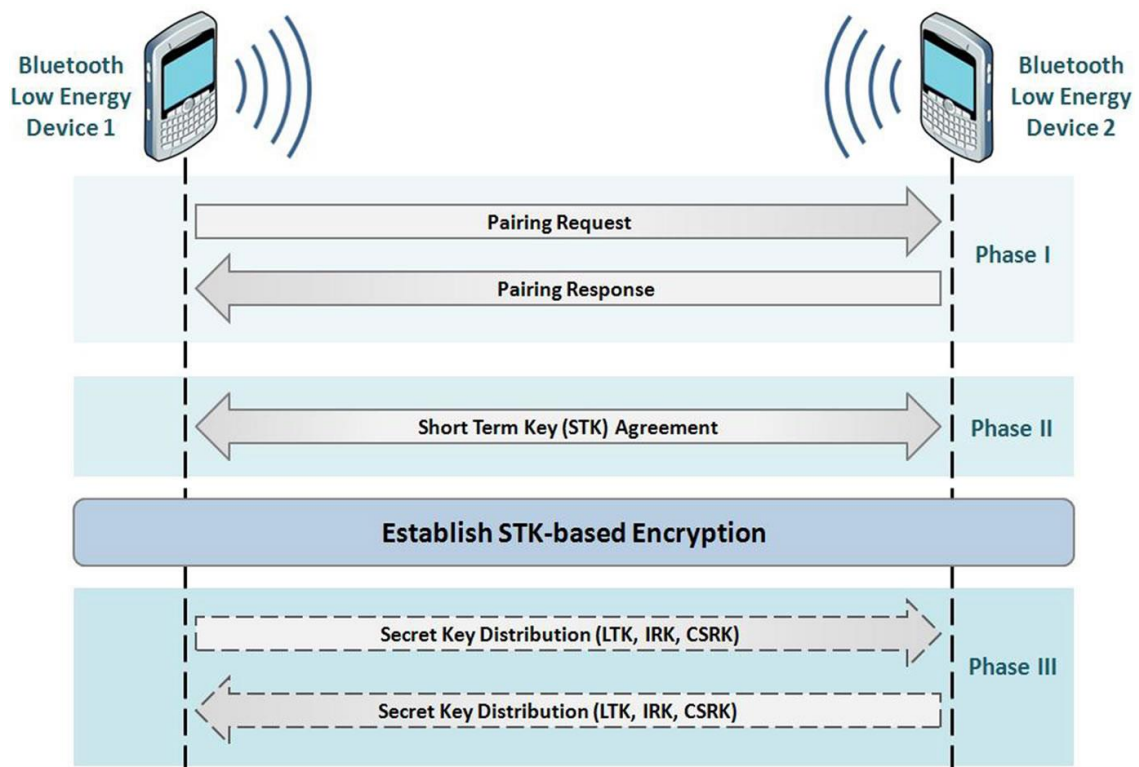 Bluetooth
Low Energy
Device 1
Bluetooth
Low Energy
Device 2
Pairing Request
Phase I
Pairing Response
Short Term Key (STK) Agreement
Phase II
Establish STK-based Encryption
Secret Key Distribution (LTK, IRK, CSRK)
Phase III
Secret Key Distribution (LTK, IRK, CSRK)